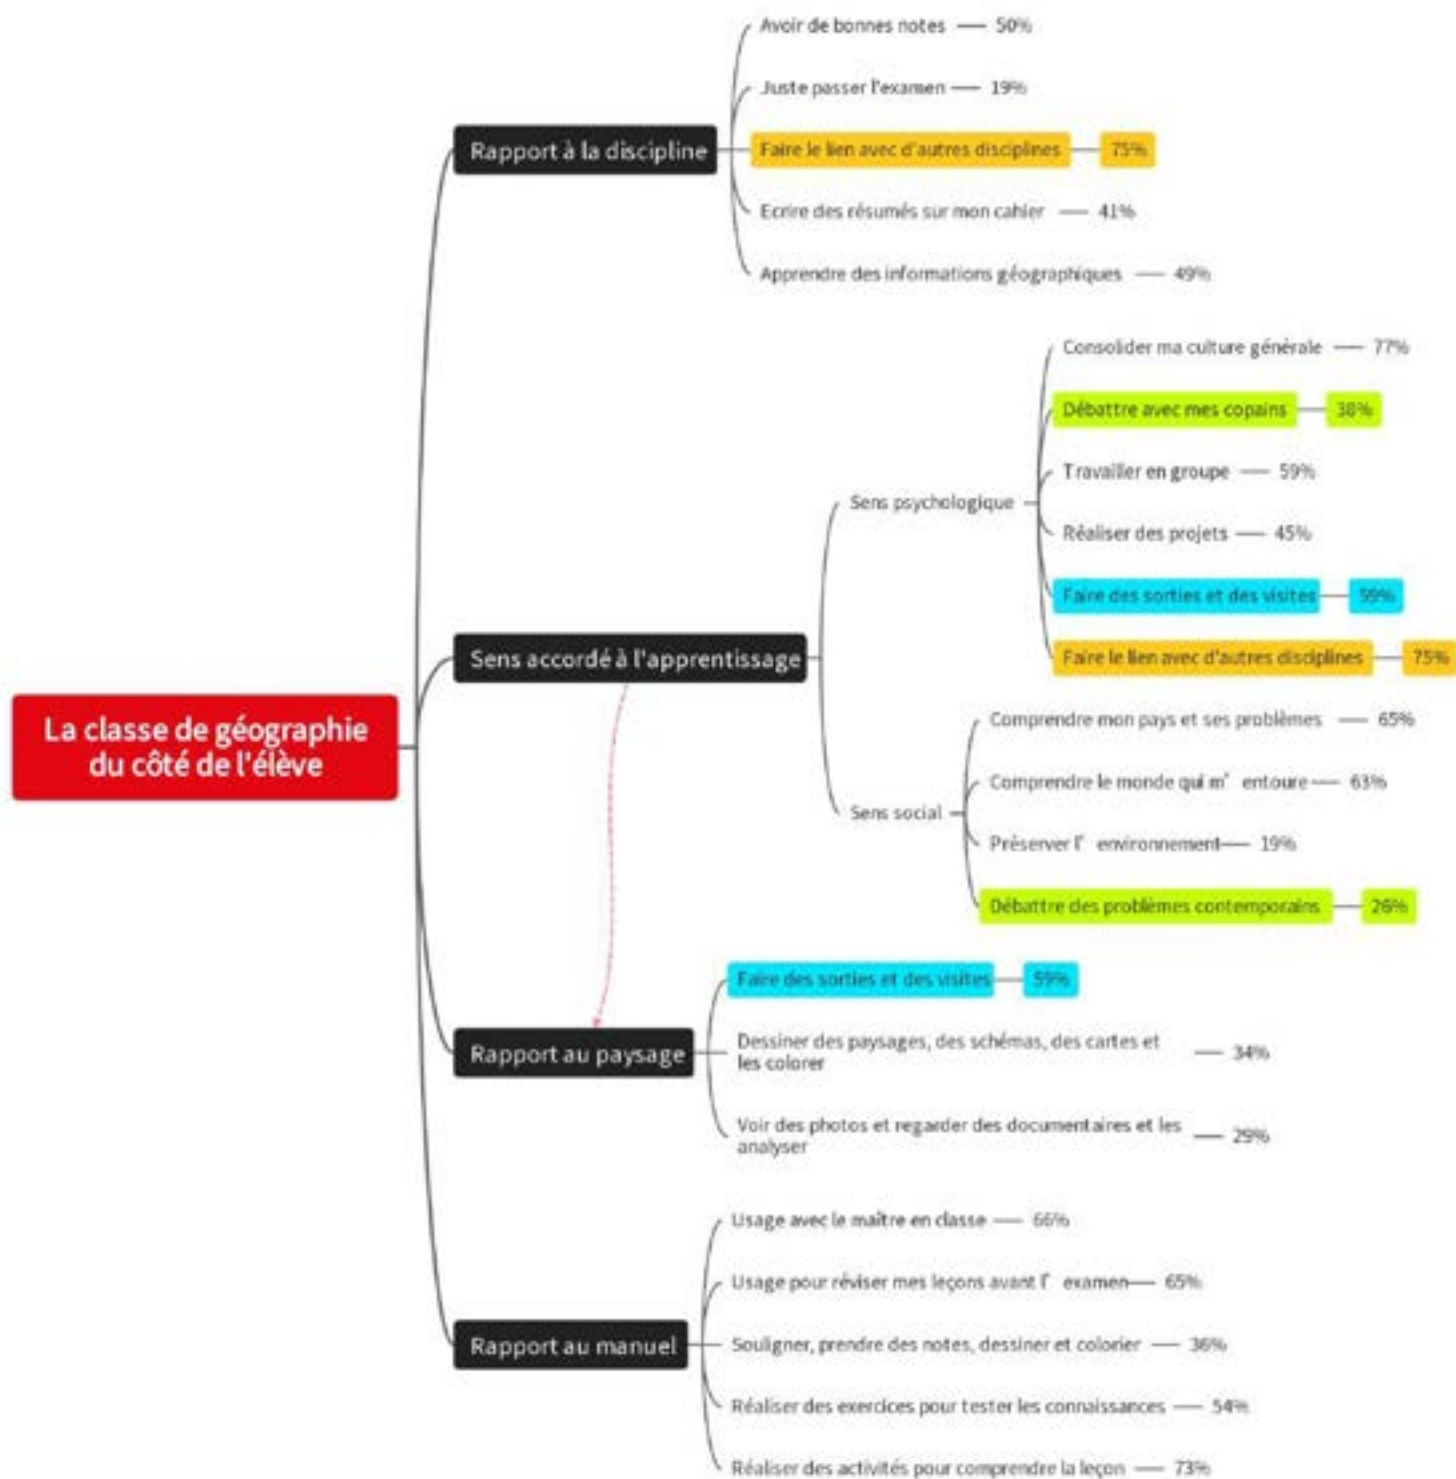 La classe de géographie
du côté de l'élève
Rapport à la discipline
Avoir de bonnes notes 50%
Juste passer l'examen 19%
Faire le lien avec d'autres disciplines 75%
Ecrire des résumés sur mon cahier 41%
Apprendre des informations géographiques 49%
Sens accordé à l'apprentissage
Sens psychologique
Consolider ma culture générale 77%
Débattre avec mes copains 38%
Travailler en groupe 59%
Réaliser des projets 45%
Faire des sorties et des visites 59%
Faire le lien avec d'autres disciplines 75%
Sens social
Comprendre mon pays et ses problèmes 65%
Comprendre le monde qui m' entoure 63%
Préserver l' environnement 19%
Débattre des problèmes contemporains 26%
Rapport au paysage
Faire des sorties et des visites 59%
Dessiner des paysages, des schémas, des cartes et
les colorer 34%
Voir des photos et regarder des documentaires et les
analyser 29%
Rapport au manuel
Usage avec le maître en classe 66%
Usage pour réviser mes leçons avant l' examen 65%
Souligner, prendre des notes, dessiner et colorier 36%
Réaliser des exercices pour tester les connaissances 54%
Réaliser des activités pour comprendre la leçon 73%